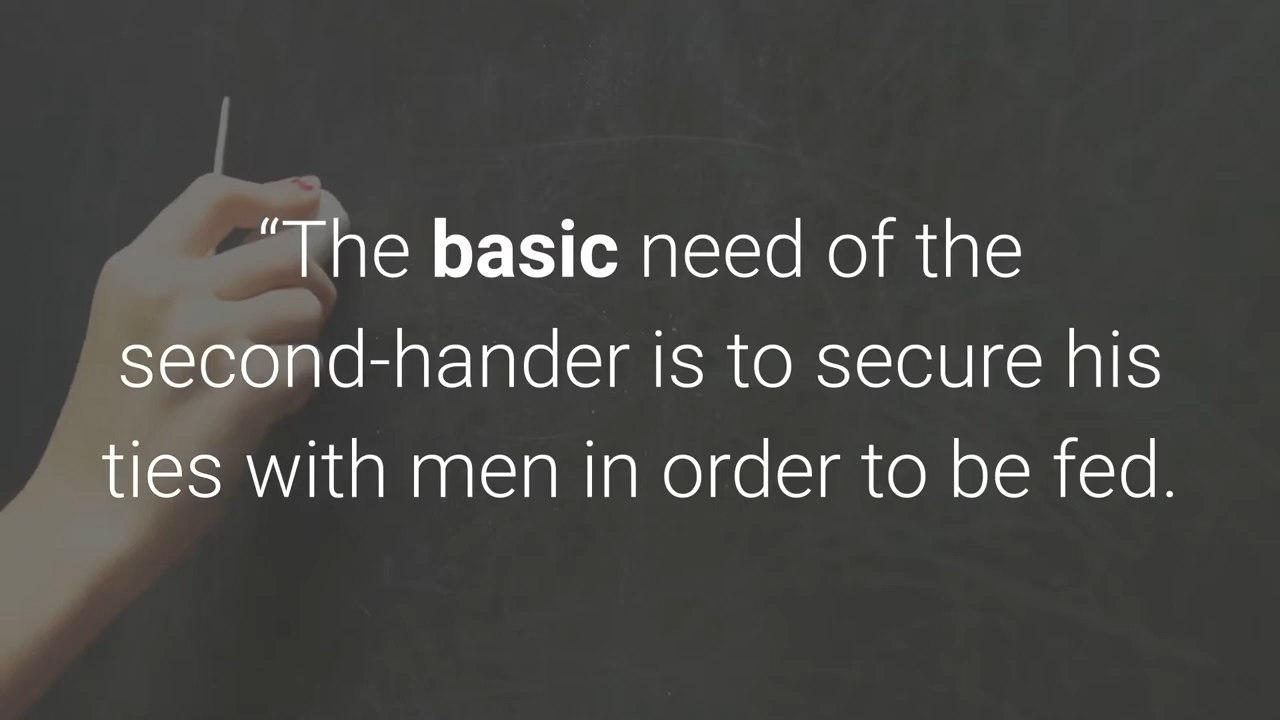 “The basic need of the
second-hander is to secure his
ties with men in order to be fed.